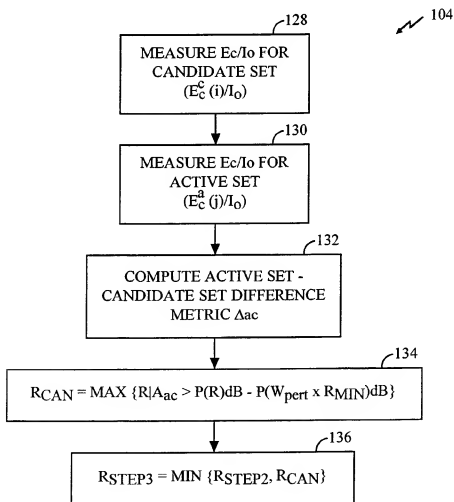 128
104
MEASURE Ec/Io FOR
CANDIDATE SET
(E_c^c (i)/I_o)
130
MEASURE Ec/Io FOR
ACTIVE SET
(E_c^a (j)/I_o)
132
COMPUTE ACTIVE SET -
CANDIDATE SET DIFFERENCE
METRIC Δac
134
R_CAN = MAX {R|A_ac > P(R)dB - P(W_pert x R_MIN)dB}
136
R_STEP3 = MIN {R_STEP2, R_CAN}